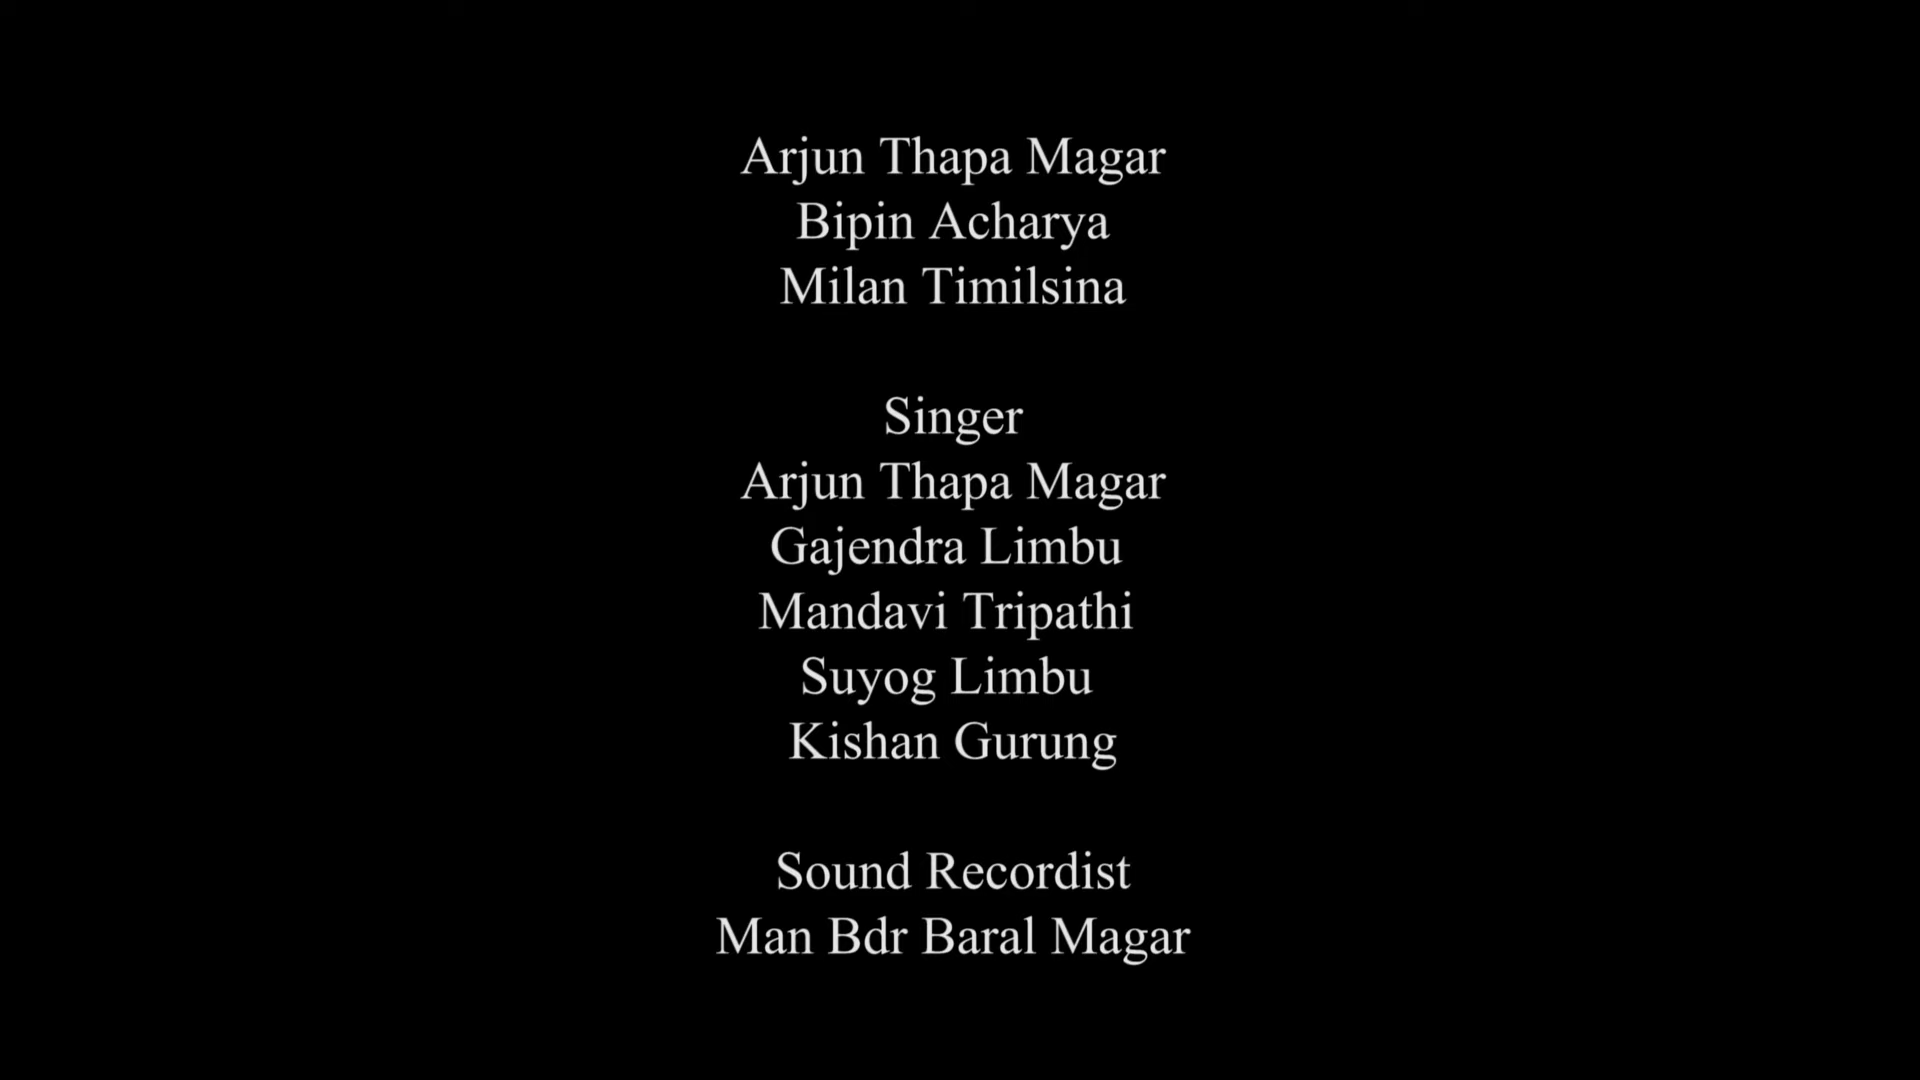 Arjun Thapa Magar
Bipin Acharya
Milan Timilsina
Singer
Arjun Thapa Magar
Gajendra Limbu
Mandavi Tripathi
Suyog Limbu
Kishan Gurung
Sound Recordist
Man Bdr Baral Magar